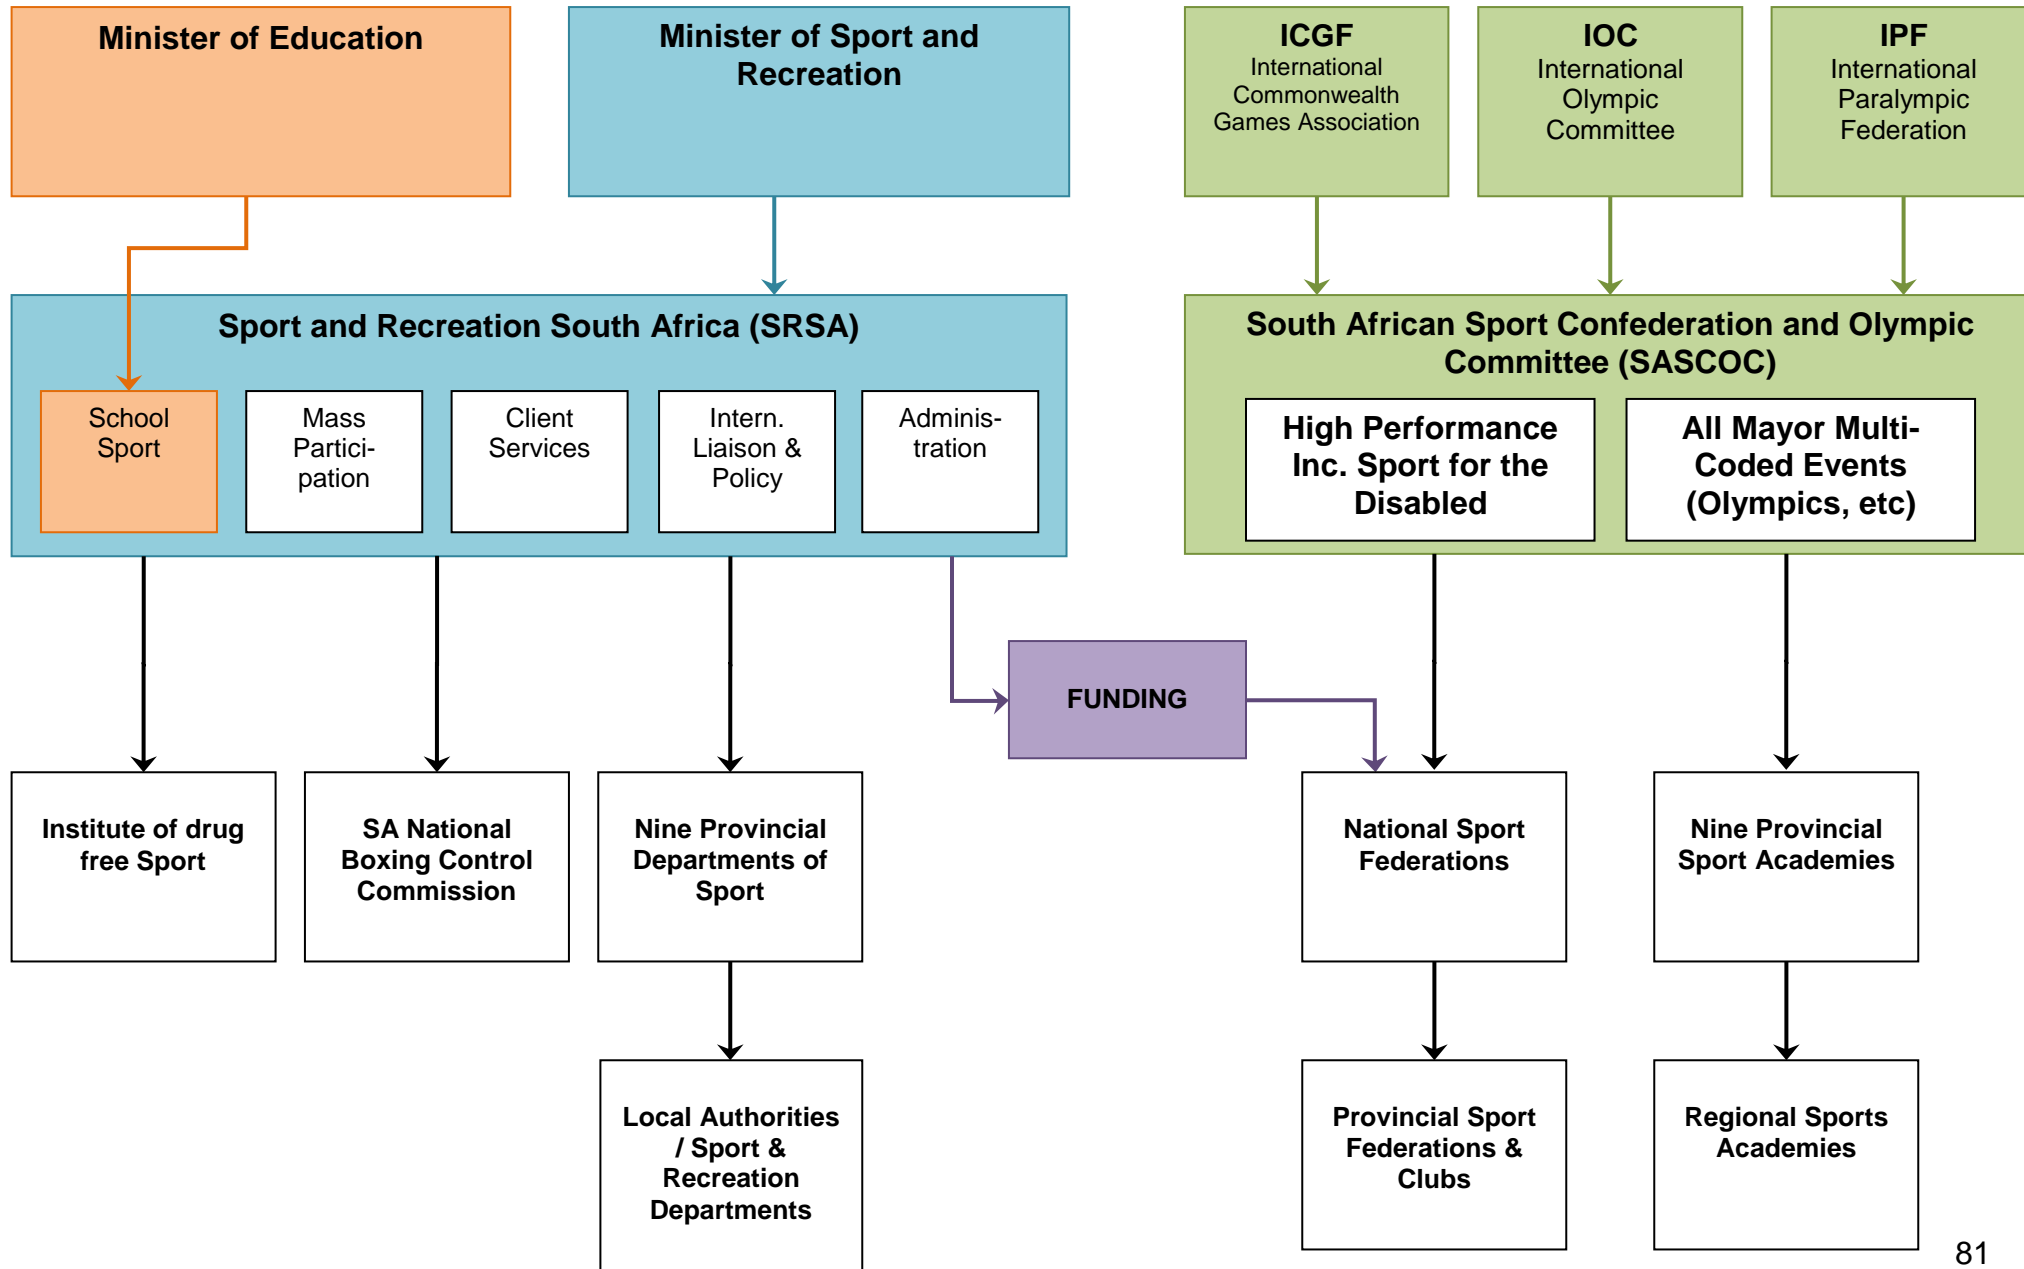 Minister of Education
Minister of Sport and
Recreation
ICGF
International
Commonwealth
Games Association
IOC
International
Olympic
Committee
IPF
International
Paralympic
Federation
Sport and Recreation South Africa (SRSA)
School
Sport
Mass
Partici-
pation
Client
Services
Intern.
Liaison &
Policy
Adminis-
tration
South African Sport Confederation and Olympic
Committee (SASCOC)
High Performance
Inc. Sport for the
Disabled
All Mayor Multi-
Coded Events
(Olympics, etc)
FUNDING
Institute of drug
free Sport
SA National
Boxing Control
Commission
Nine Provincial
Departments of
Sport
National Sport
Federations
Nine Provincial
Sport Academies
Local Authorities
/ Sport &
Recreation
Departments
Provincial Sport
Federations &
Clubs
Regional Sports
Academies
81